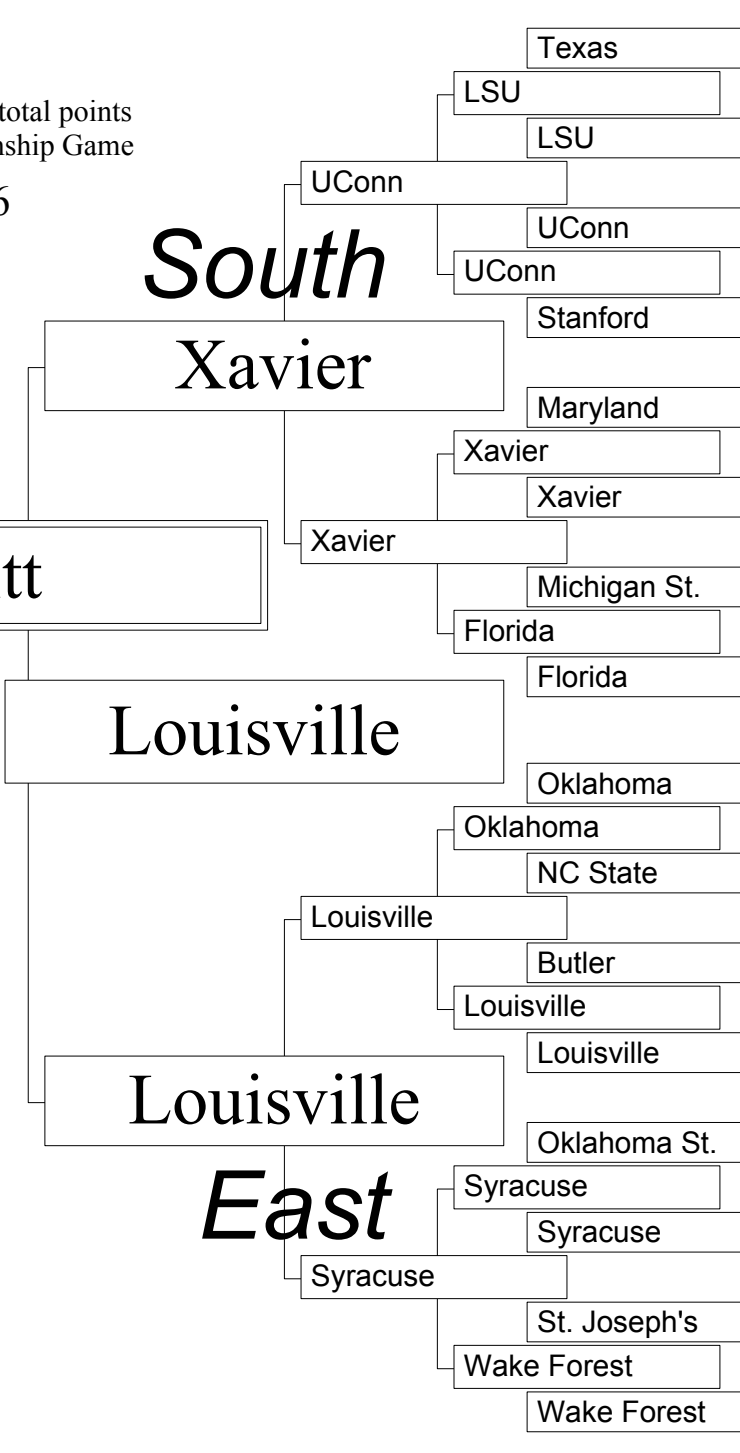 Texas
LSU
total points
nship Game
LSU
UConn
6
UConn
South
UConn
Stanford
Xavier
Maryland
Xavier
Xavier
Xavier
tt
Michigan St.
Florida
Florida
Louisville
Oklahoma
Oklahoma
NC State
Louisville
Butler
Louisville
Louisville
Louisville
Oklahoma St.
East
Syracuse
Syracuse
Syracuse
St. Joseph's
Wake Forest
Wake Forest